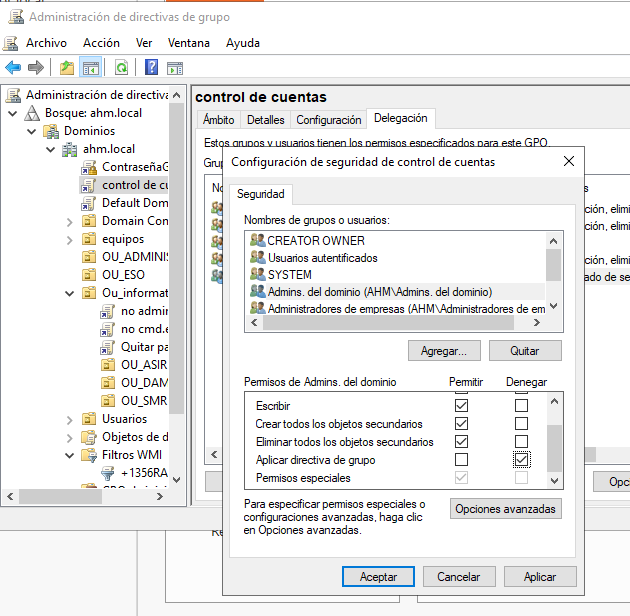 Administración de directivas de grupo
Archivo Acción Ver Ventana Ayuda
Administración de directiva
Bosque: ahm.local
Dominios
ahm.local
ContraseñaG
control de cu
Default Dom
Domain Con
equipos
OU_ADMINIS
OU_ESO
Ou_informat
no admin
no cmd.e
Quitar pa
OU_ASIR
OU_DAM
OU_SMR
Usuarios
Objetos de d
Filtros WMI
+1356RA
control de cuentas
Ámbito Detalles Configuración Delegación
Estos grupos y usuarios tienen los permisos especificados para este GPO.
Grup
No
s
ción, elimi
ción, elimi
ción, elimi
ado de se
Opc
Configuración de seguridad de control de cuentas
Seguridad
Nombres de grupos o usuarios:
CREATOR OWNER
Usuarios autentificados
SYSTEM
Admins. del dominio (AHM\Admins. del dominio)
Administradores de empresas (AHM\Administradores de em
Agregar... Quitar
Permisos de Admins. del dominio Permitir Denegar
Escribir
Crear todos los objetos secundarios
Eliminar todos los objetos secundarios
Aplicar directiva de grupo
Permisos especiales
Para especificar permisos especiales o
configuraciones avanzadas, haga clic
en Opciones avanzadas.
Opciones avanzadas
Aceptar Cancelar Aplicar